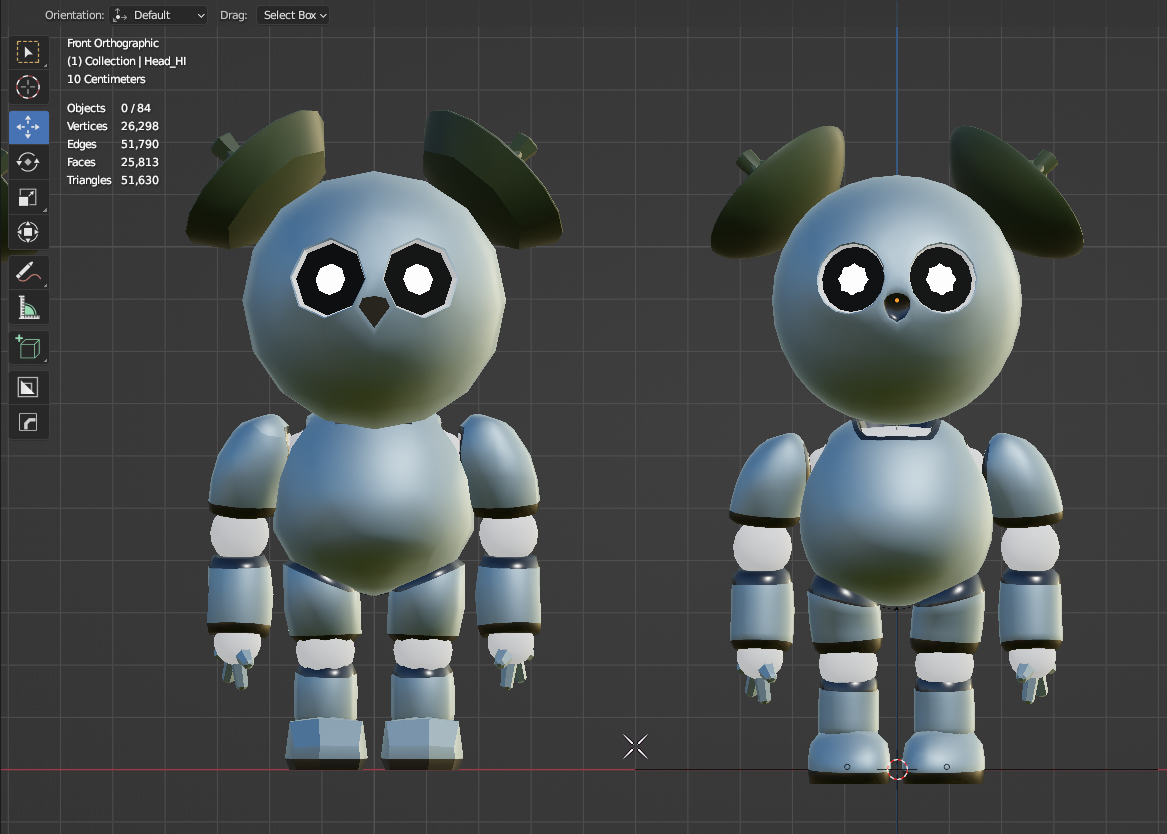 Orientation: Default Drag: Select Box
Front Orthographic
(1) Collection | Head_HI
10 Centimeters
Objects 0 / 84
Vertices 26,298
Edges 51,790
Faces 25,813
Triangles 51,630